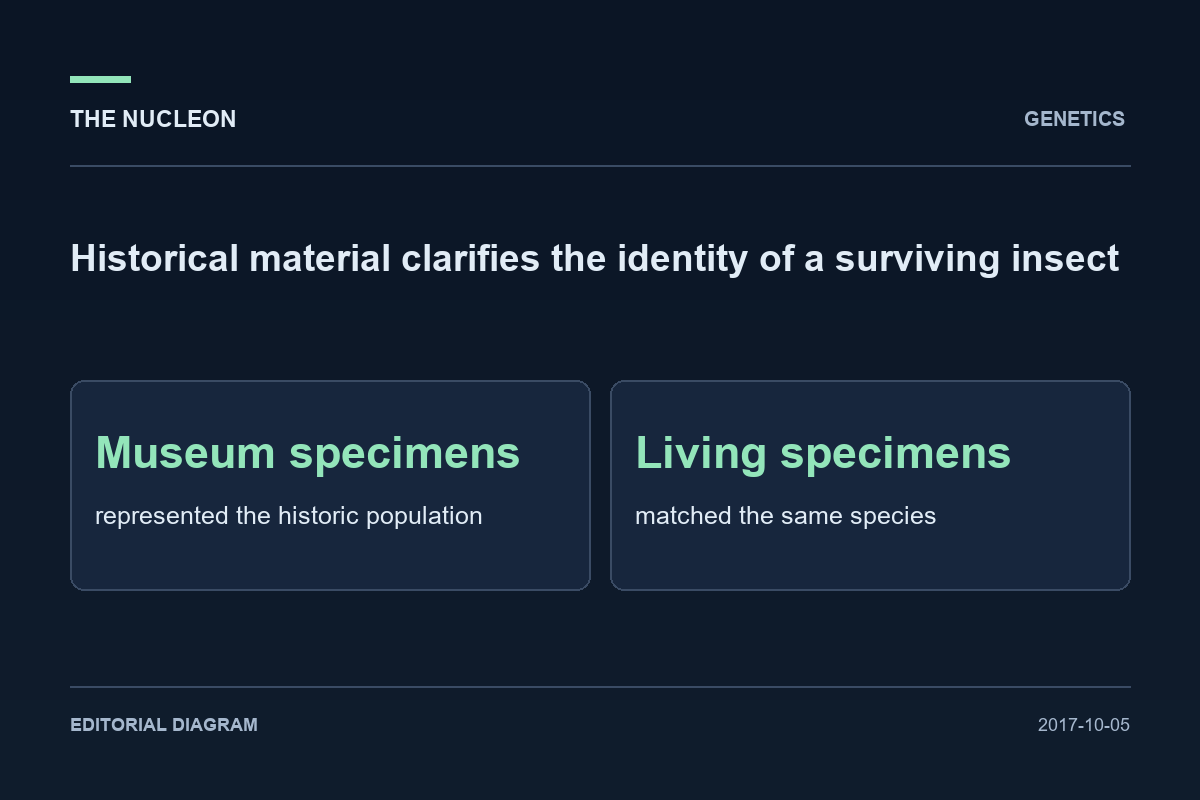 THE NUCLEON
GENETICS
Historical material clarifies the identity of a surviving insect
Museum specimens
represented the historic population
Living specimens
matched the same species
EDITORIAL DIAGRAM
2017-10-05